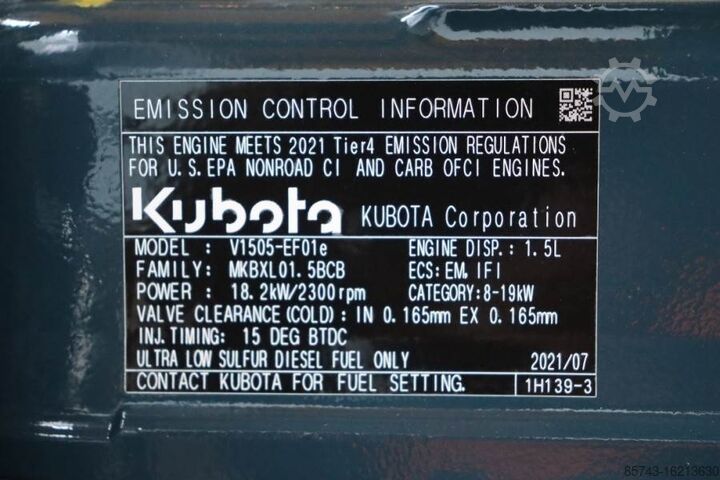 EMISSION CONTROL INFORMATION
THIS ENGINE MEETS 2021 Tier4 EMISSION REGULATIONS
FOR U.S. EPA NONROAD CI AND CARB OFCI ENGINES.
Kubota KUBOTA Corporation
MODEL : V1505-EF01e ENGINE DISP.: 1.5L
FAMILY: MKBXL01.5BCB ECS: EM, IFI
POWER : 18.2kW/2300rpm CATEGORY:8-19kW
VALVE CLEARANCE (COLD) : IN 0.165mm EX 0.165mm
INJ. TIMING: 15 DEG BTDC
ULTRA LOW SULFUR DIESEL FUEL ONLY 2021/07
CONTACT KUBOTA FOR FUEL SETTING. 1H139-3
85743-16213630